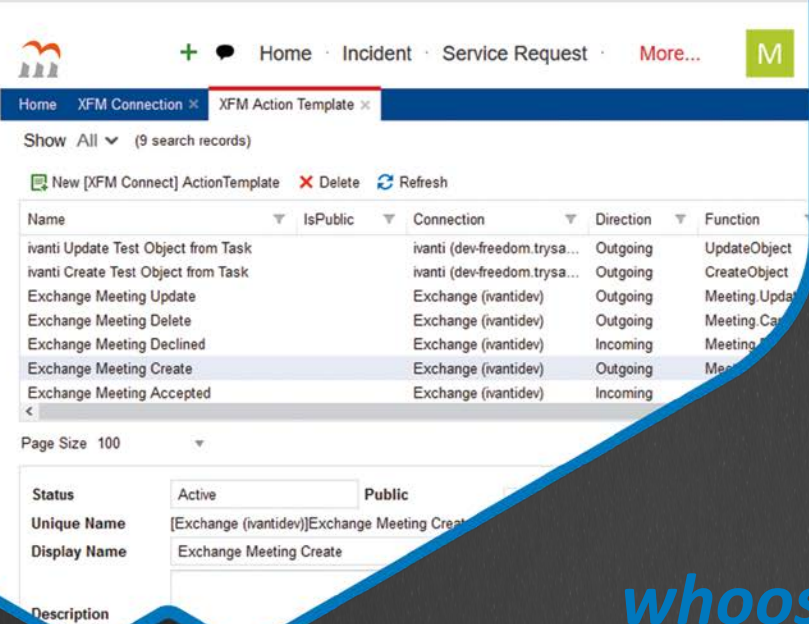 Home · Incident · Service Request · More... M
Home XFM Connection × XFM Action Template ×
Show All (9 search records)
New [XFM Connect] ActionTemplate Delete Refresh
Name IsPublic Connection Direction Function
ivanti Update Test Object from Task ivanti (dev-freedom.trysa... Outgoing UpdateObject
ivanti Create Test Object from Task ivanti (dev-freedom.trysa... Outgoing CreateObject
Exchange Meeting Update Exchange (ivantidev) Outgoing
Exchange Meeting Delete Exchange (ivantidev) Outgoing
Exchange Meeting Declined Exchange (ivantidev) Incoming
Exchange Meeting Create Exchange (ivantidev) Outgoing
Exchange Meeting Accepted Exchange (ivantidev) Incoming
Page Size 100
Status Active Public
Unique Name [Exchange (ivantidev)]Exchange Meeting
Display Name Exchange Meeting Create
Description
whoos